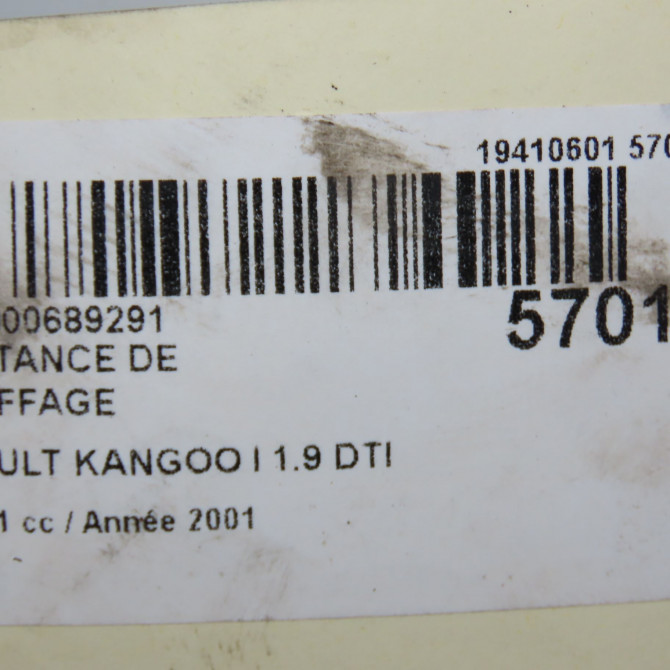 19410601 570
00689291
5701
TANCE DE
FFAGE
ULT KANGOO I 1.9 DTI
1 cc / Année 2001